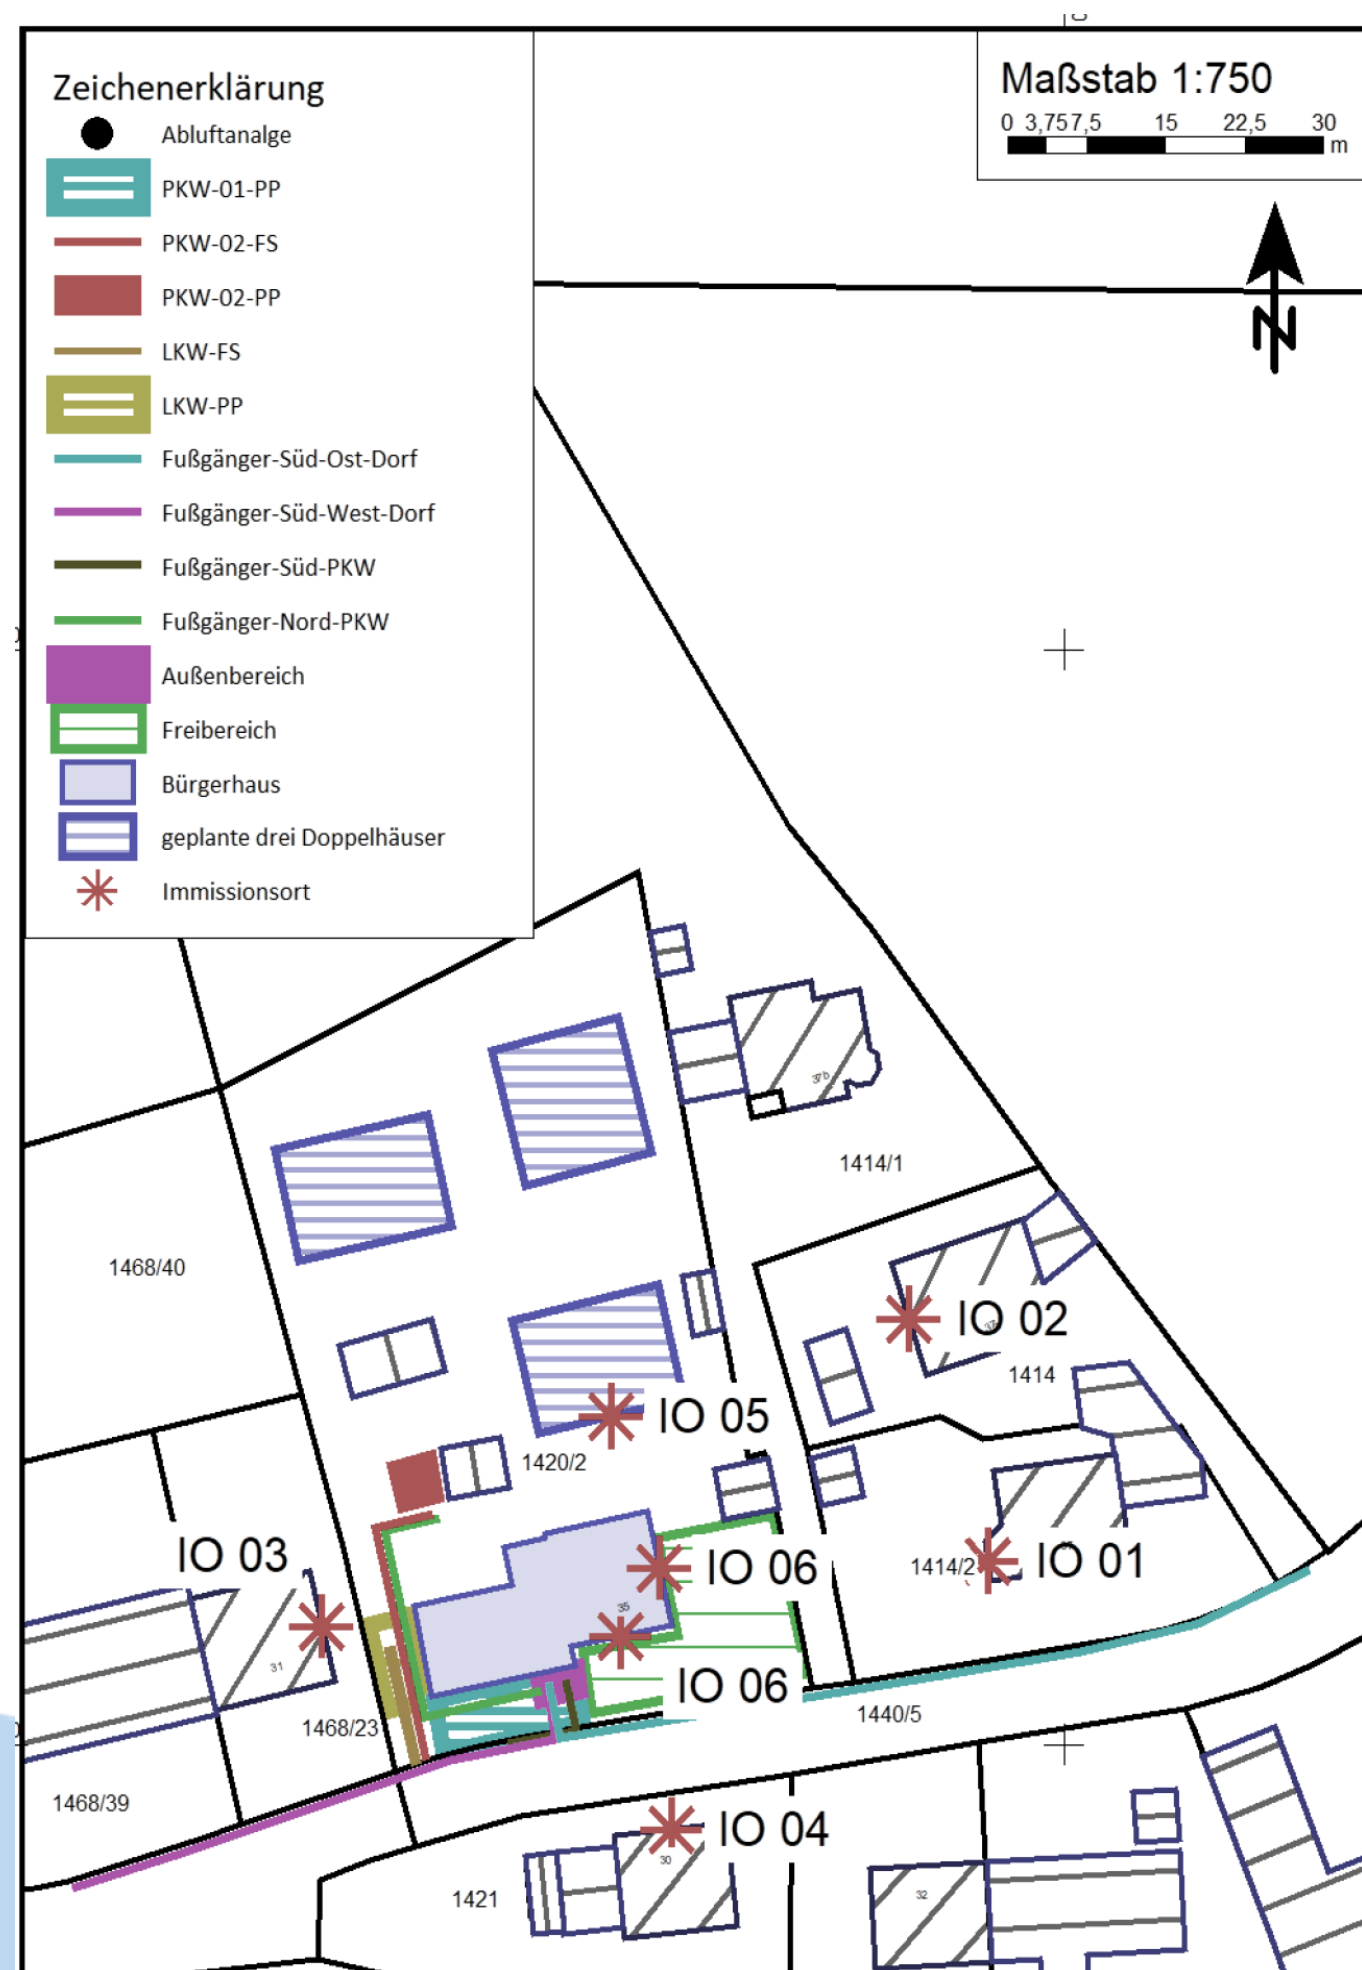 Zeichenerklärung
Abluftanalge
PKW-01-PP
PKW-02-FS
PKW-02-PP
LKW-FS
LKW-PP
Fußgänger-Süd-Ost-Dorf
Fußgänger-Süd-West-Dorf
Fußgänger-Süd-PKW
Fußgänger-Nord-PKW
Außenbereich
Freibereich
Bürgerhaus
geplante drei Doppelhäuser
Immissionsort
Maßstab 1:750
0 3,75 7,5 15 22,5 30
m
N
37b
1414/1
1468/40
IO 02
1414
IO 05
1420/2
IO 03
IO 06
1414/2
IO 01
35
31
IO 06
1468/23
1440/5
1468/39
IO 04
30
1421
32